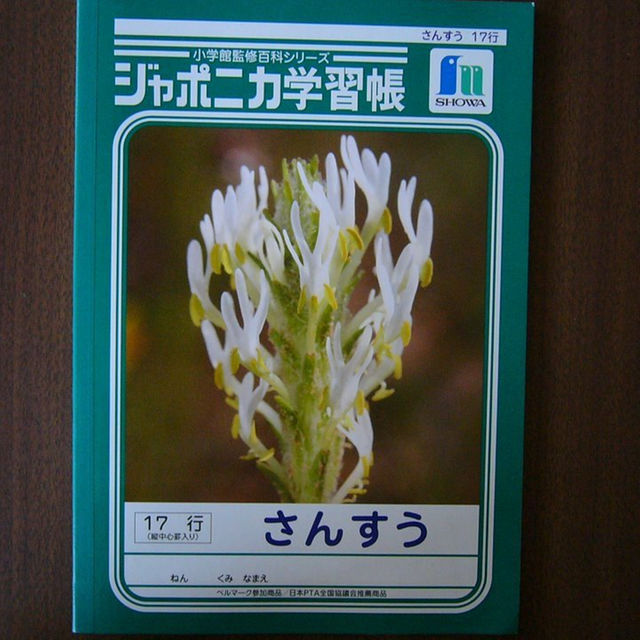 さんすう 17行
小学館監修百科シリーズ
ジャポニカ学習帳
SHOWA
17 行
(縦中心罫入り)
さんすう
ねん くみ なまえ
ベルマーク参加商品/日本PTA全国協議会推薦商品